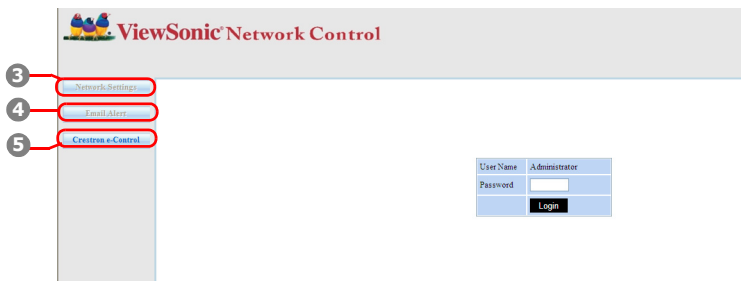 ViewSonic® Network Control
3
Network Settings
4
Email Alert
5
Crestron e-Control
User Name Administrator
Password
Login